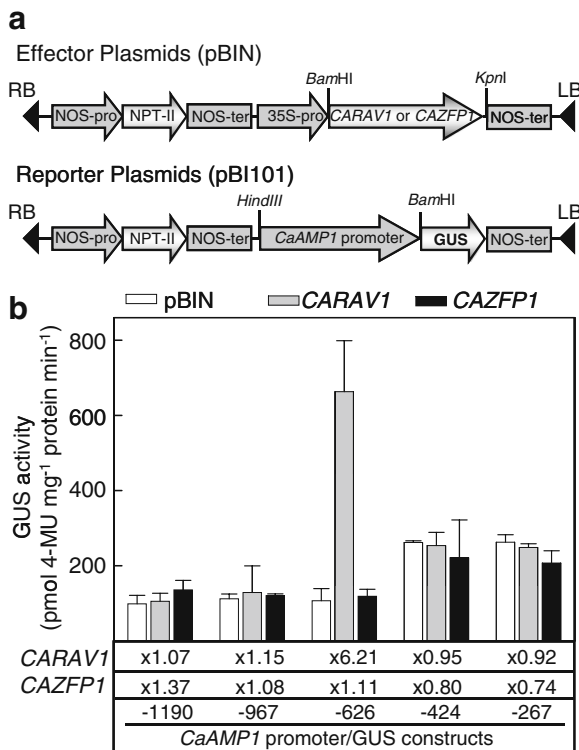 a
Effector Plasmids (pBIN)
BamHI KpnI
RB LB
NOS-pro NPT-II NOS-ter 35S-pro CARAV1 or CAZFP1 NOS-ter
Reporter Plasmids (pBI101)
HindIII BamHI
RB LB
NOS-pro NPT-II NOS-ter CaAMP1 promoter GUS NOS-ter
b
pBIN CARAV1 CAZFP1
GUS activity
(pmol 4-MU mg⁻¹ protein min⁻¹)
800
600
400
200
CARAV1 x1.07 x1.15 x6.21 x0.95 x0.92
CAZFP1 x1.37 x1.08 x1.11 x0.80 x0.74
-1190 -967 -626 -424 -267
CaAMP1 promoter/GUS constructs